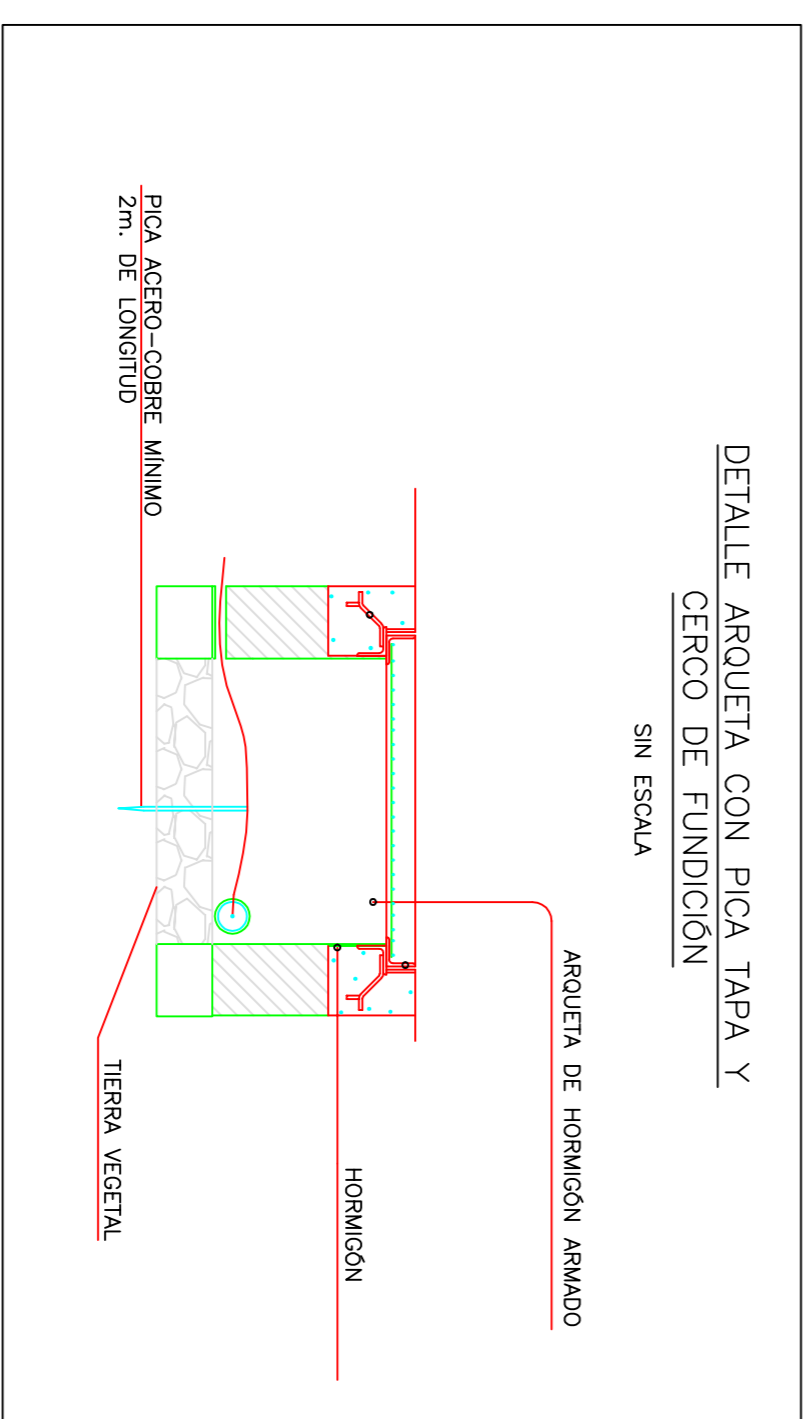 DETALLE ARQUETA CON PICA TAPA Y
CERCO DE FUNDICIÓN
SIN ESCALA
ARQUETA DE HORMIGÓN ARMADO
HORMIGÓN
TIERRA VEGETAL
PICA ACERO-COBRE MÍNIMO
2m. DE LONGITUD